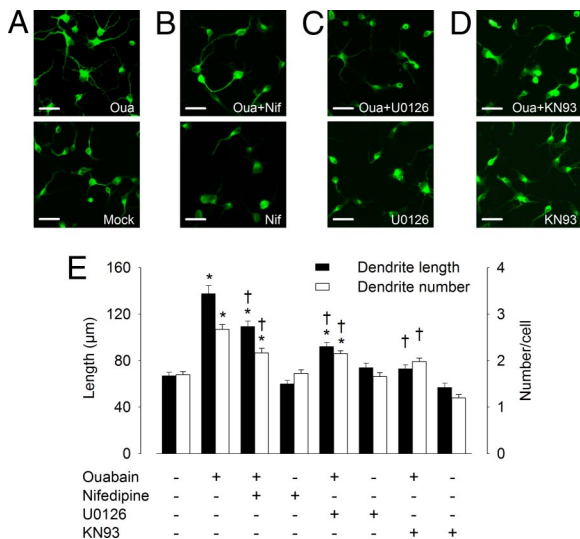 A B C D
Oua Oua+Nif Oua+U0126 Oua+KN93
Mock Nif U0126 KN93
E
160 4
Dendrite length
Dendrite number
120 3
80 2
40 1
0 0
Length (µm)
Number/cell
* * † * † * † * † * † †
Ouabain - + + - + - + -
Nifedipine - - + + - - - -
U0126 - - - - + + - -
KN93 - - - - - - + +